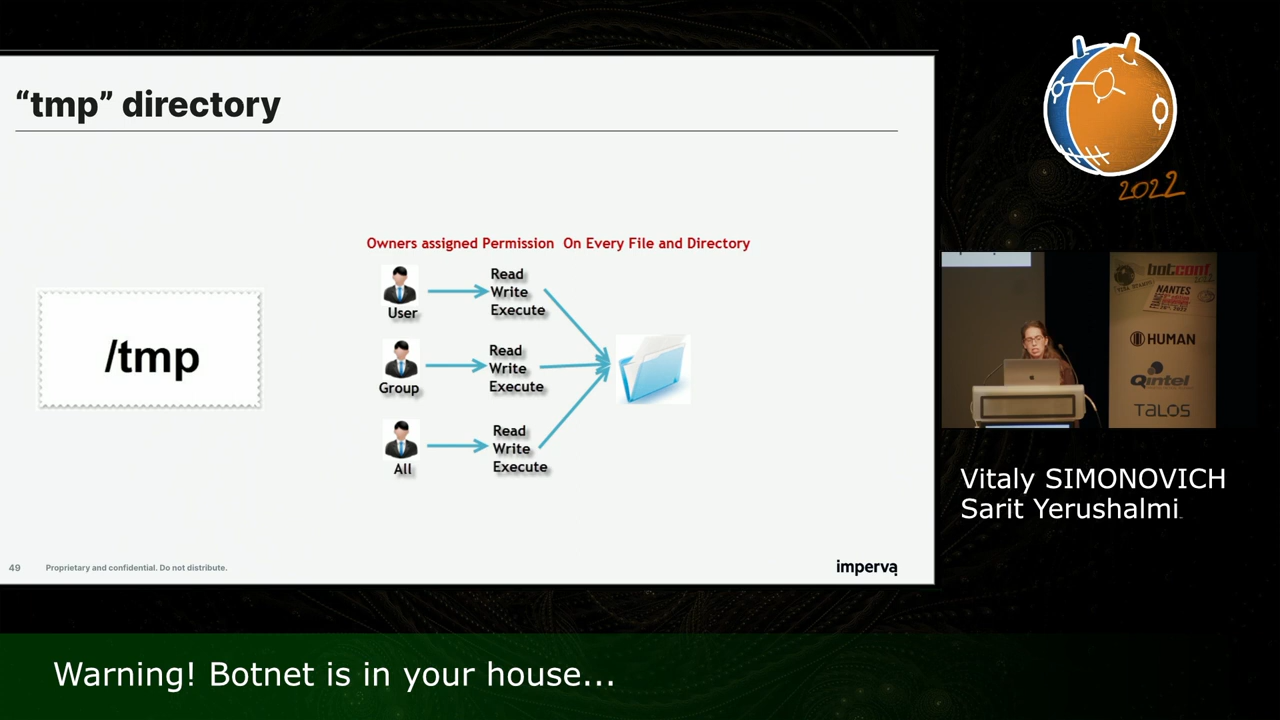 “tmp” directory
Owners assigned Permission On Every File and Directory
/tmp
User
Read
Write
Execute
Group
Read
Write
Execute
All
Read
Write
Execute
49
Proprietary and confidential. Do not distribute.
imperva
2022
botconf
2022
NANTES
HUMAN
Qintel
TALOS
Vitaly SIMONOVICH
Sarit Yerushalmi
Warning! Botnet is in your house...